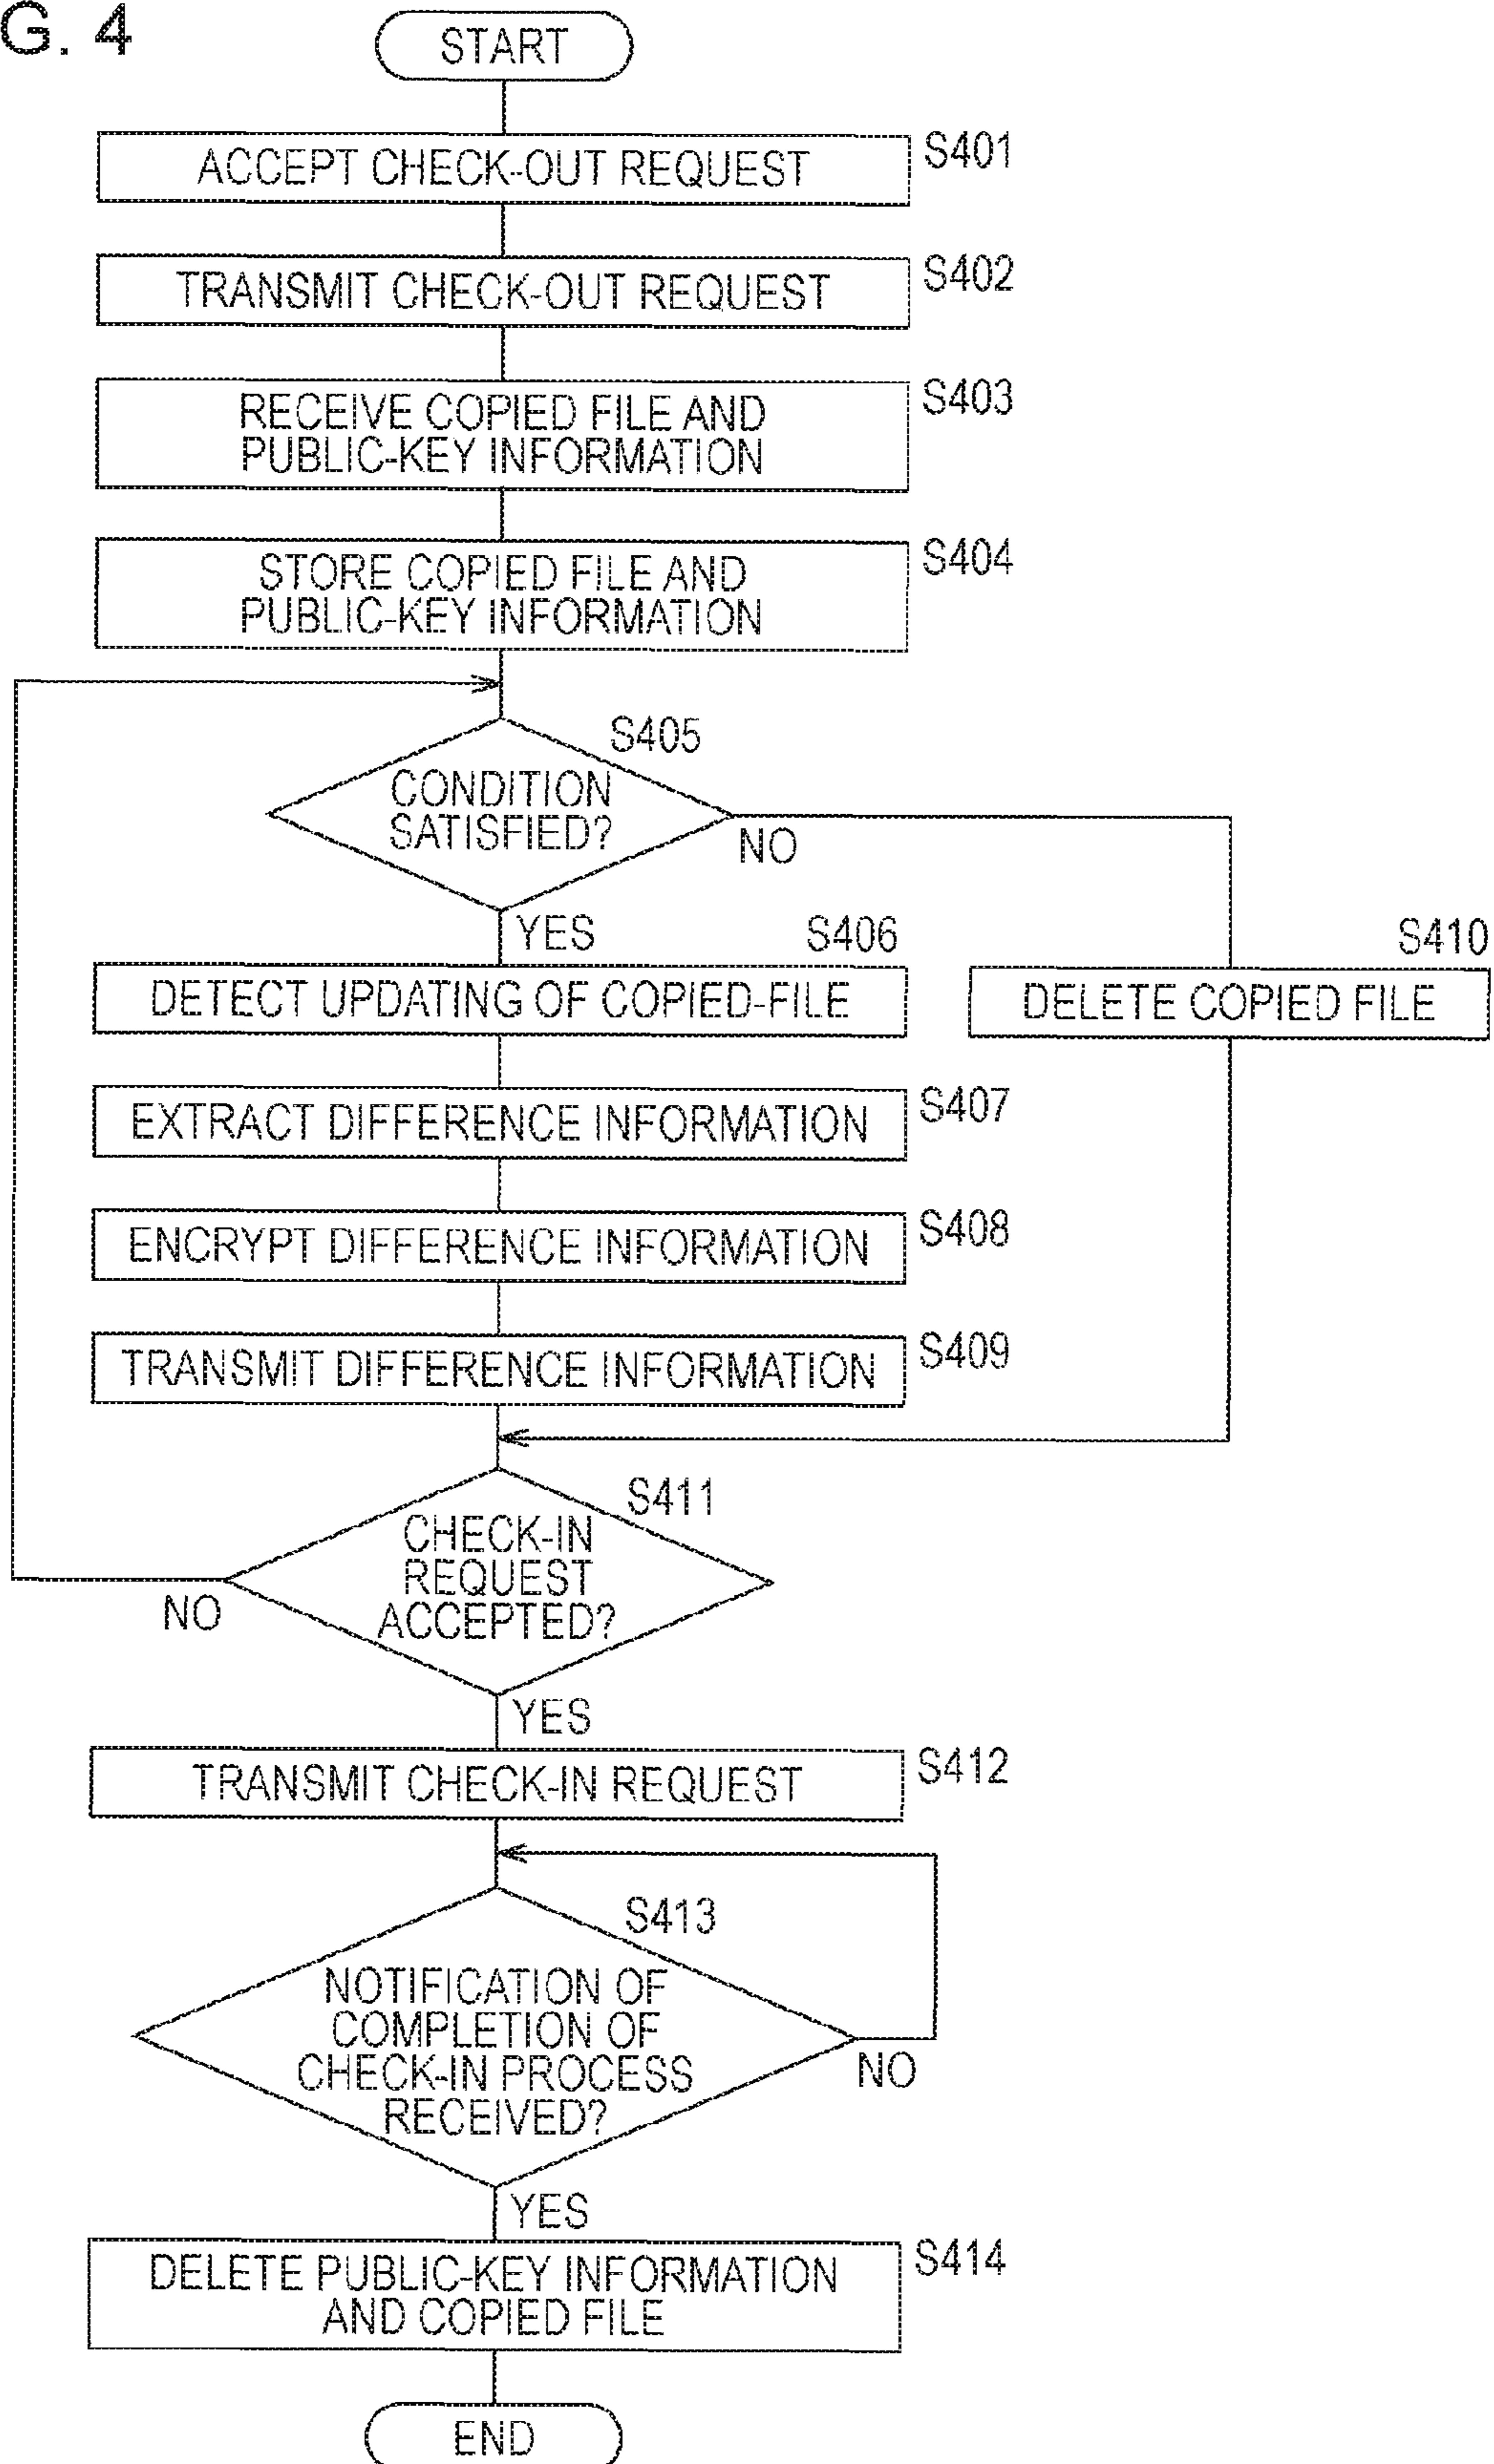 G. 4
START
ACCEPT CHECK-OUT REQUEST
S401
TRANSMIT CHECK-OUT REQUEST
S402
RECEIVE COPIED FILE AND
PUBLIC-KEY INFORMATION
S403
STORE COPIED FILE AND
PUBLIC-KEY INFORMATION
S404
S405
CONDITION
SATISFIED?
NO
YES
S406
DETECT UPDATING OF COPIED-FILE
S410
DELETE COPIED FILE
EXTRACT DIFFERENCE INFORMATION
S407
ENCRYPT DIFFERENCE INFORMATION
S408
TRANSMIT DIFFERENCE INFORMATION
S409
S411
CHECK-IN
REQUEST
ACCEPTED?
NO
YES
TRANSMIT CHECK-IN REQUEST
S412
S413
NOTIFICATION OF
COMPLETION OF
CHECK-IN PROCESS
RECEIVED?
NO
YES
DELETE PUBLIC-KEY INFORMATION
AND COPIED FILE
S414
END